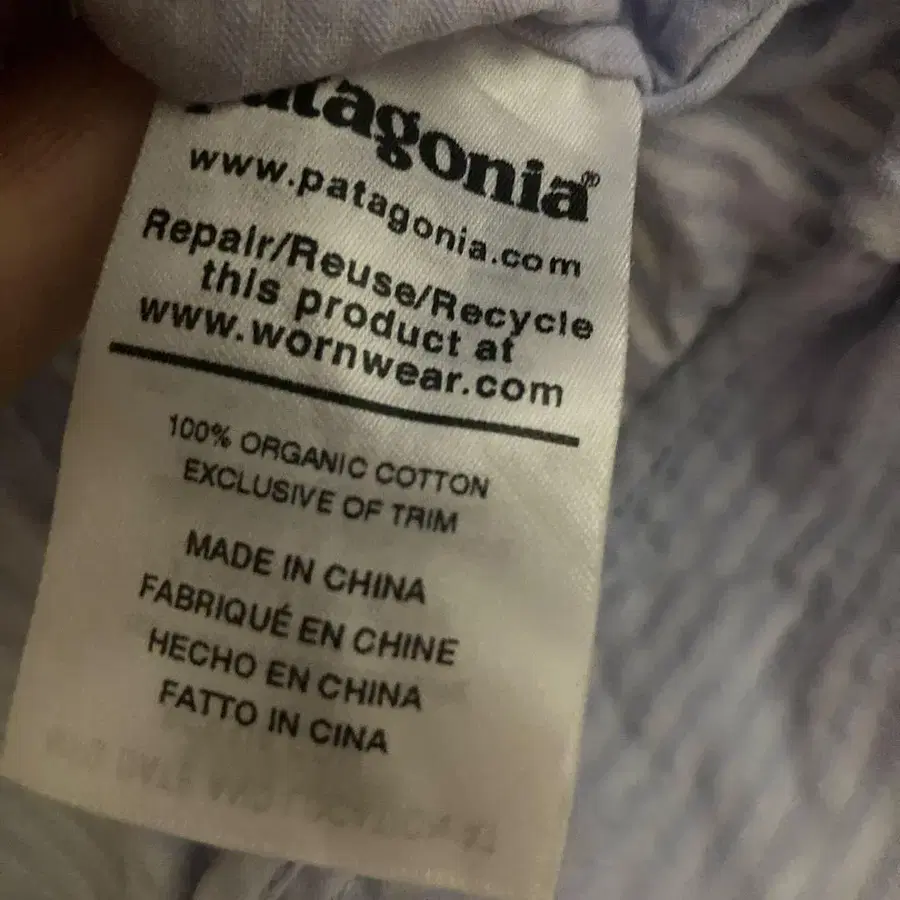 patagonia®
www.patagonia.com
Repair/Reuse/Recycle
this product at
www.wornwear.com
100% ORGANIC COTTON
EXCLUSIVE OF TRIM
MADE IN CHINA
FABRIQUÉ EN CHINE
HECHO EN CHINA
FATTO IN CINA